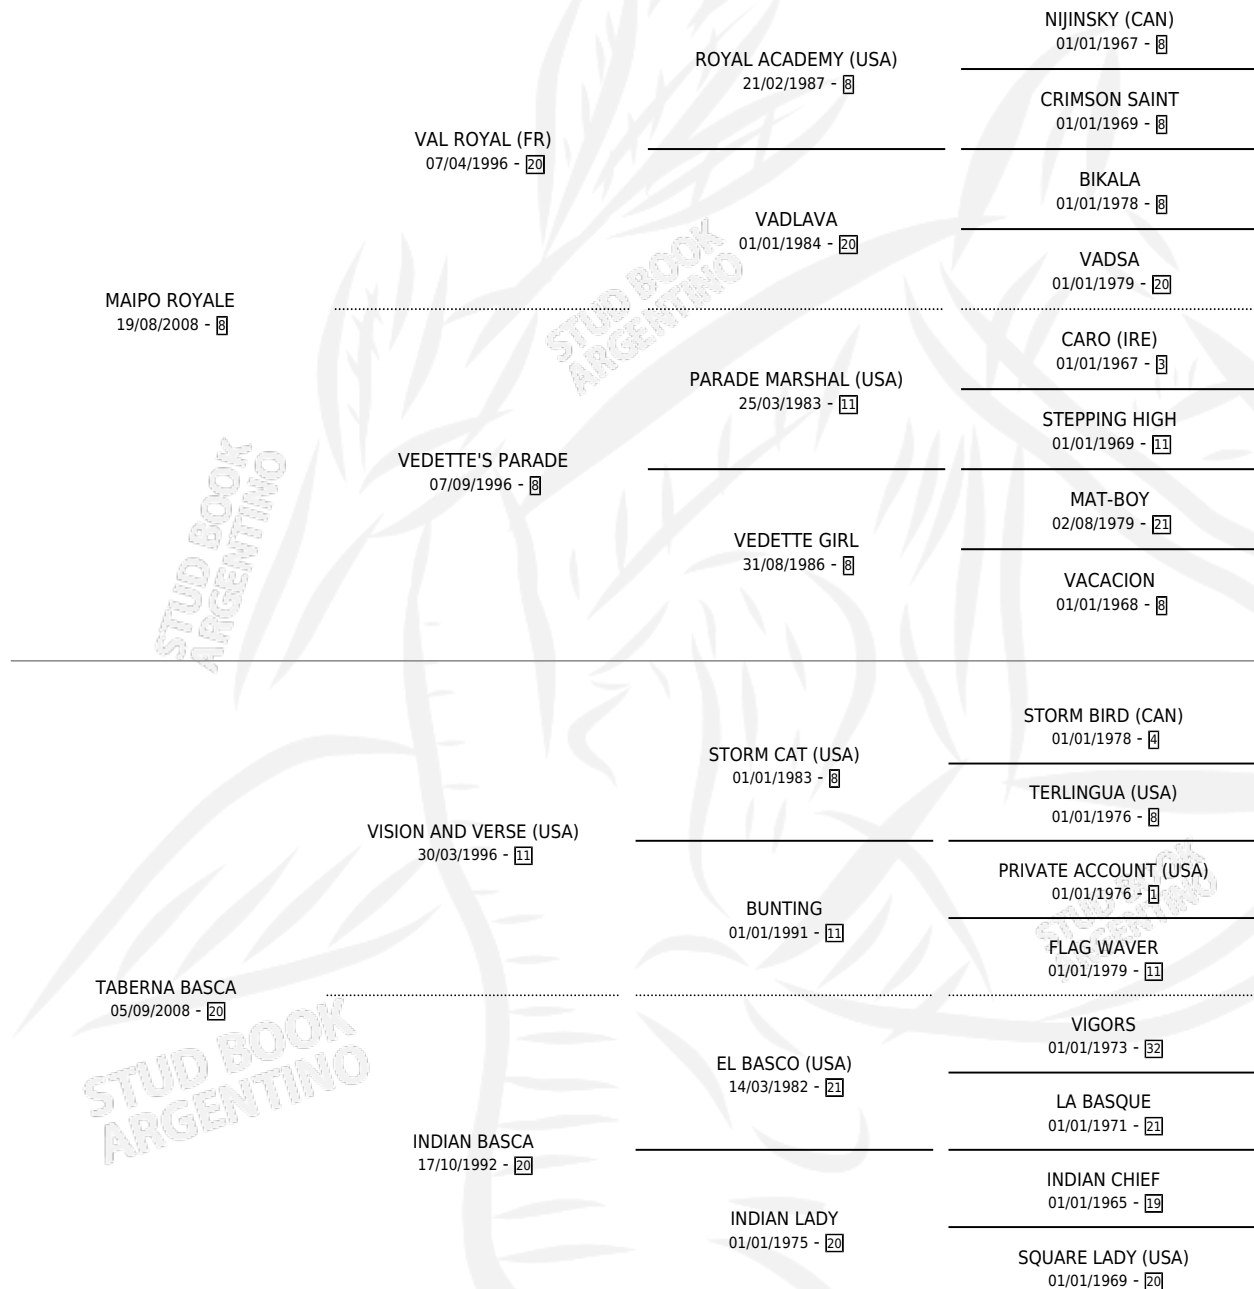 NIJINSKY (CAN)
01/01/1967 - 8
ROYAL ACADEMY (USA)
21/02/1987 - 8
CRIMSON SAINT
01/01/1969 - 8
VAL ROYAL (FR)
07/04/1996 - 20
BIKALA
01/01/1978 - 8
VADLAVA
01/01/1984 - 20
VADSA
01/01/1979 - 20
MAIPO ROYALE
19/08/2008 - 8
CARO (IRE)
01/01/1967 - 3
PARADE MARSHAL (USA)
25/03/1983 - 11
STEPPING HIGH
01/01/1969 - 11
VEDETTE'S PARADE
07/09/1996 - 8
MAT-BOY
02/08/1979 - 21
VEDETTE GIRL
31/08/1986 - 8
VACACION
01/01/1968 - 8
STORM BIRD (CAN)
01/01/1978 - 4
STORM CAT (USA)
01/01/1983 - 8
TERLINGUA (USA)
01/01/1976 - 8
VISION AND VERSE (USA)
30/03/1996 - 11
PRIVATE ACCOUNT (USA)
01/01/1976 - 1
BUNTING
01/01/1991 - 11
FLAG WAVER
01/01/1979 - 11
TABERNA BASCA
05/09/2008 - 20
VIGORS
01/01/1973 - 32
EL BASCO (USA)
14/03/1982 - 21
LA BASQUE
01/01/1971 - 21
INDIAN BASCA
17/10/1992 - 20
INDIAN CHIEF
01/01/1965 - 19
INDIAN LADY
01/01/1975 - 20
SQUARE LADY (USA)
01/01/1969 - 20
STUD BOOK
ARGENTINO
STUD BOOK
ARGENTINO
STUD BOOK
ARGENTINO
STUD BOOK
ARGENTINO